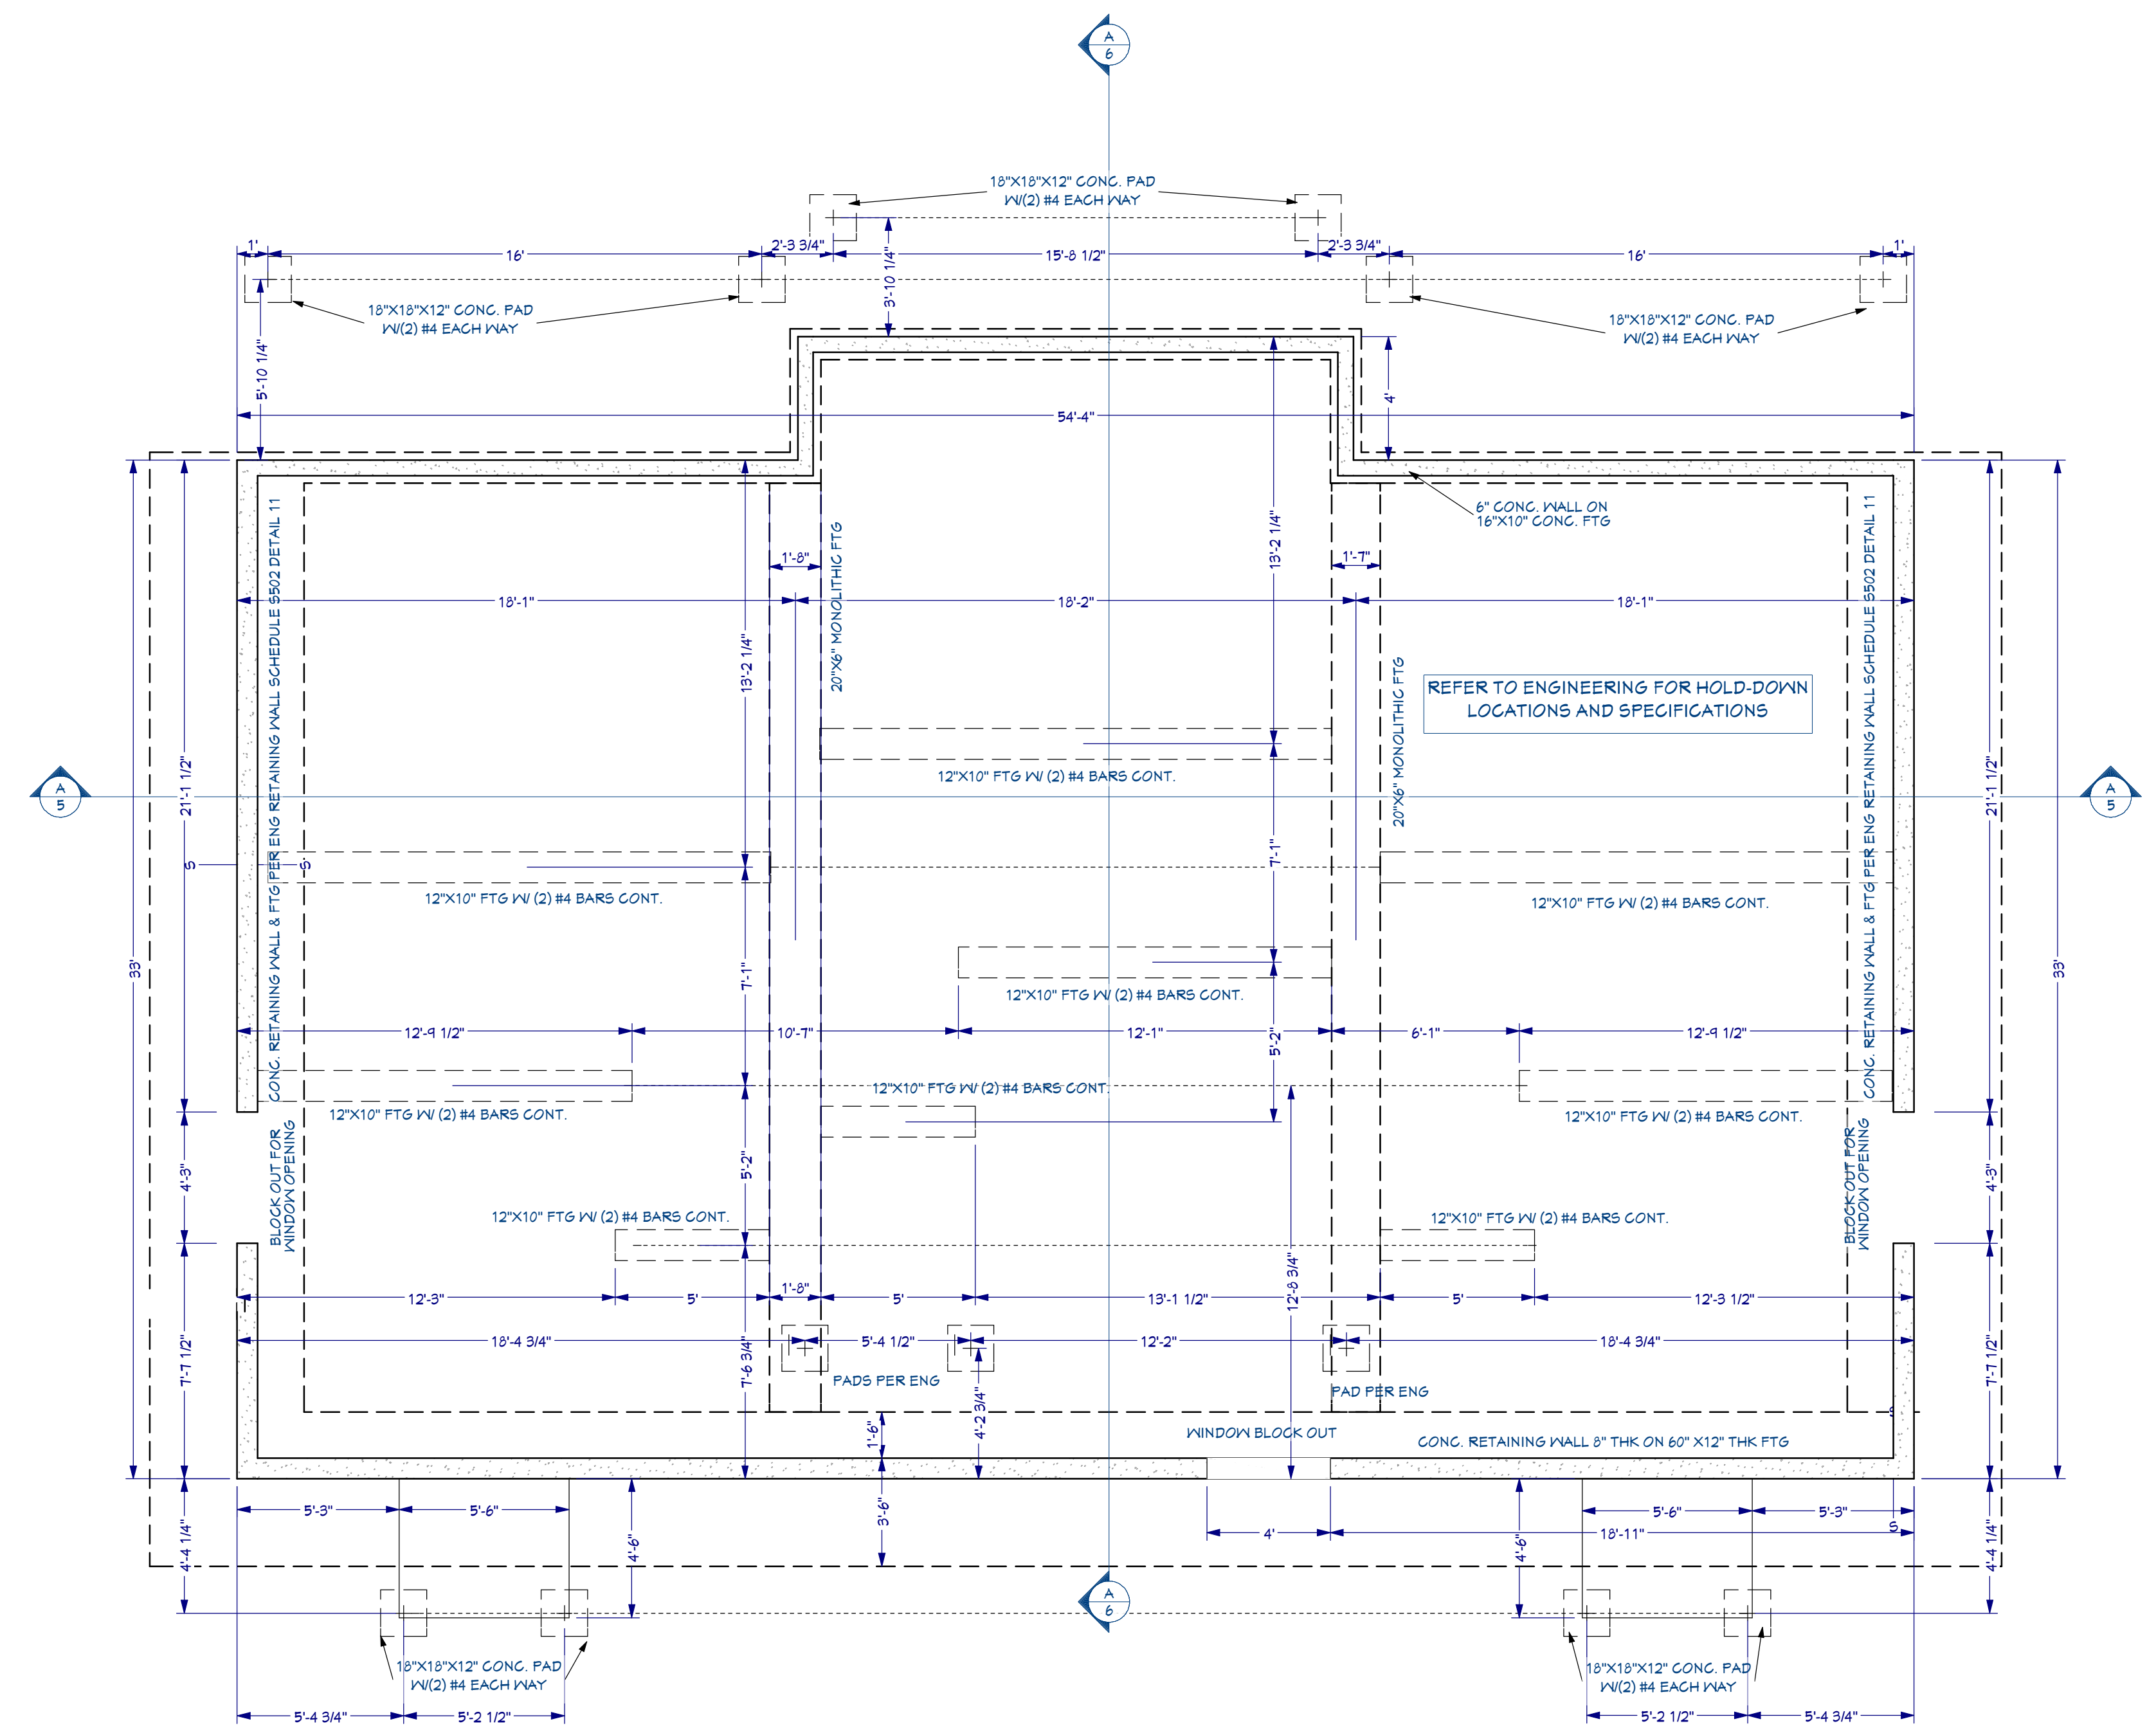 A
6
18"X18"X12" CONC. PAD
W/(2) #4 EACH WAY
1'
16'
2'-3 3/4"
15'-8 1/2"
2'-3 3/4"
16'
1'
3'-10 1/4"
18"X18"X12" CONC. PAD
W/(2) #4 EACH WAY
18"X18"X12" CONC. PAD
W/(2) #4 EACH WAY
5'-10 1/4"
4'
54'-4"
6" CONC. WALL ON
16"X10" CONC. FTG
CONC. RETAINING WALL & FTG PER ENG RETAINING WALL SCHEDULE S502 DETAIL 11
20"X6" MONOLITHIC FTG
13'-2 1/4"
1'-8"
1'-7"
18'-1"
18'-2"
18'-1"
13'-2 1/4"
20"X6" MONOLITHIC FTG
REFER TO ENGINEERING FOR HOLD-DOWN
LOCATIONS AND SPECIFICATIONS
CONC. RETAINING WALL & FTG PER ENG RETAINING WALL SCHEDULE S502 DETAIL 11
12"X10" FTG W/ (2) #4 BARS CONT.
21'-1 1/2"
21'-1 1/2"
A
5
A
5
5'
5'
7'-1"
12"X10" FTG W/ (2) #4 BARS CONT.
12"X10" FTG W/ (2) #4 BARS CONT.
33'
33'
7'-1"
12"X10" FTG W/ (2) #4 BARS CONT.
12'-9 1/2"
10'-7"
12'-1"
5'-2"
6'-1"
12'-9 1/2"
12"X10" FTG W/ (2) #4 BARS CONT.
12"X10" FTG W/ (2) #4 BARS CONT.
12"X10" FTG W/ (2) #4 BARS CONT.
BLOCK OUT FOR
WINDOW OPENING
BLOCK OUT FOR
WINDOW OPENING
4'-3"
5'-2"
4'-3"
12"X10" FTG W/ (2) #4 BARS CONT.
12"X10" FTG W/ (2) #4 BARS CONT.
12'-8 3/4"
12'-3"
5'
1'-8"
5'
13'-1 1/2"
5'
12'-3 1/2"
18'-4 3/4"
5'-4 1/2"
12'-2"
18'-4 3/4"
7'-7 1/2"
7'-6 3/4"
7'-7 1/2"
PADS PER ENG
PAD PER ENG
4'-2 3/4"
1'-6"
WINDOW BLOCK OUT
CONC. RETAINING WALL 8" THK ON 60" X12" THK FTG
5'-3"
5'-6"
3'-6"
4'
5'-6"
5'-3"
18'-11"
4'-4 1/4"
4'-6"
4'-6"
4'-4 1/4"
A
6
18"X18"X12" CONC. PAD
W/(2) #4 EACH WAY
18"X18"X12" CONC. PAD
W/(2) #4 EACH WAY
5'-4 3/4"
5'-2 1/2"
5'-2 1/2"
5'-4 3/4"